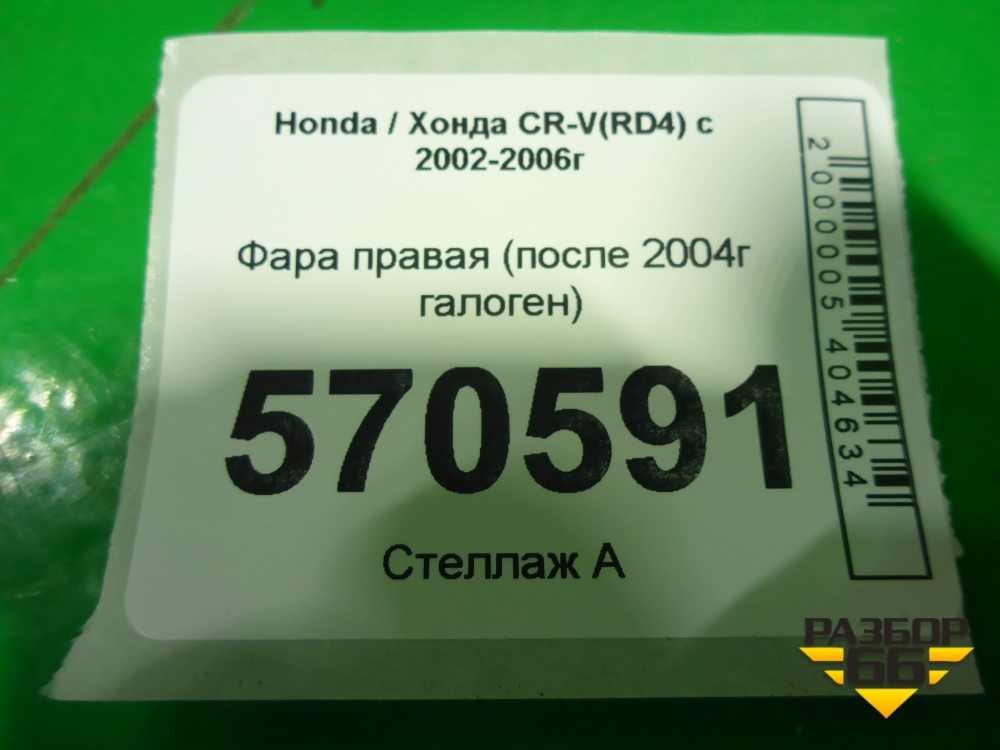 Honda / Хонда CR-V(RD4) с
2002-2006г
Фара правая (после 2004г
галоген)
570591
Стеллаж А
2000005404634
РАЗБОР
66